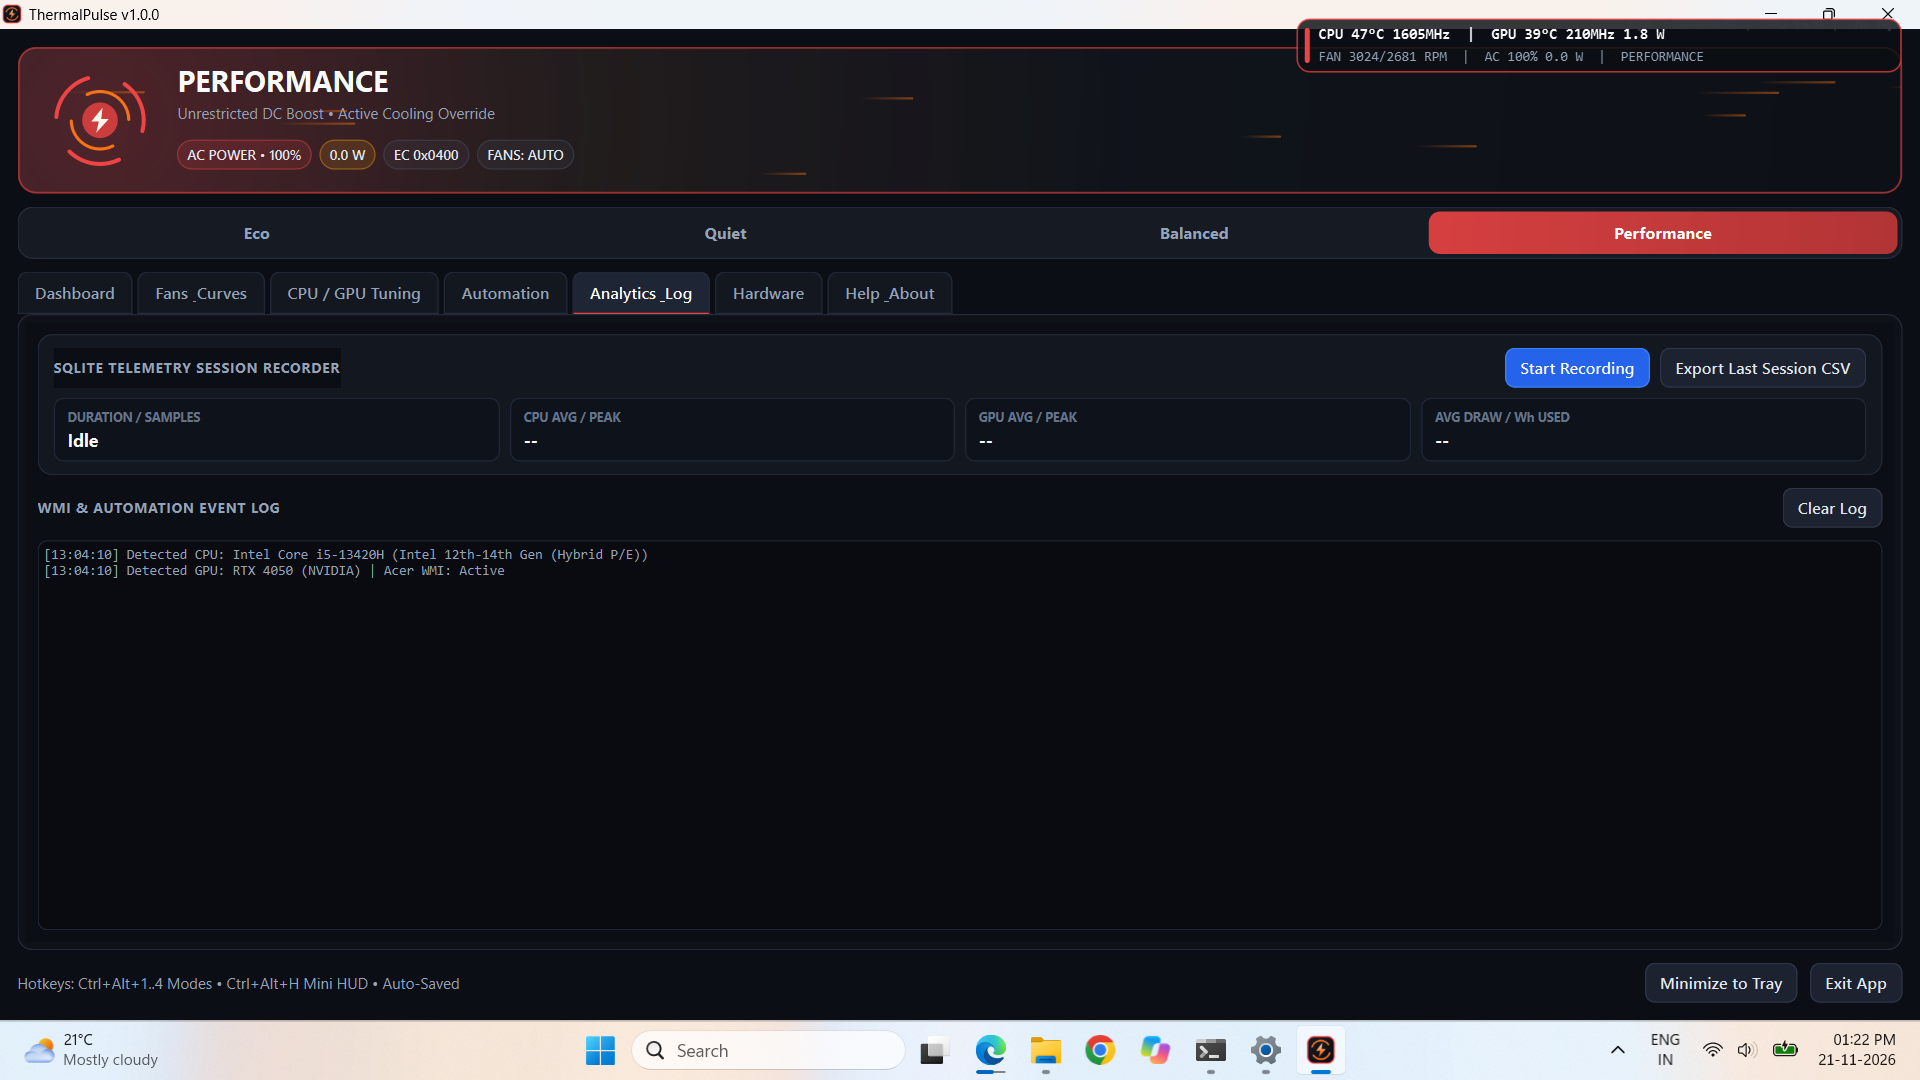 ThermalPulse v1.0.0
CPU 47°C 1605MHz | GPU 39°C 210MHz 1.8 W
FAN 3024/2681 RPM | AC 100% 0.0 W | PERFORMANCE
PERFORMANCE
Unrestricted DC Boost • Active Cooling Override
AC POWER • 100%
0.0 W
EC 0x0400
FANS: AUTO
Eco
Quiet
Balanced
Performance
Dashboard
Fans _Curves
CPU / GPU Tuning
Automation
Analytics _Log
Hardware
Help _About
SQLITE TELEMETRY SESSION RECORDER
Start Recording
Export Last Session CSV
DURATION / SAMPLES
Idle
CPU AVG / PEAK
--
GPU AVG / PEAK
--
AVG DRAW / Wh USED
--
WMI & AUTOMATION EVENT LOG
Clear Log
[13:04:10] Detected CPU: Intel Core i5-13420H (Intel 12th-14th Gen (Hybrid P/E))
[13:04:10] Detected GPU: RTX 4050 (NVIDIA) | Acer WMI: Active
Hotkeys: Ctrl+Alt+1..4 Modes • Ctrl+Alt+H Mini HUD • Auto-Saved
Minimize to Tray
Exit App
21°C
Mostly cloudy
Search
ENG
IN
01:22 PM
21-11-2026